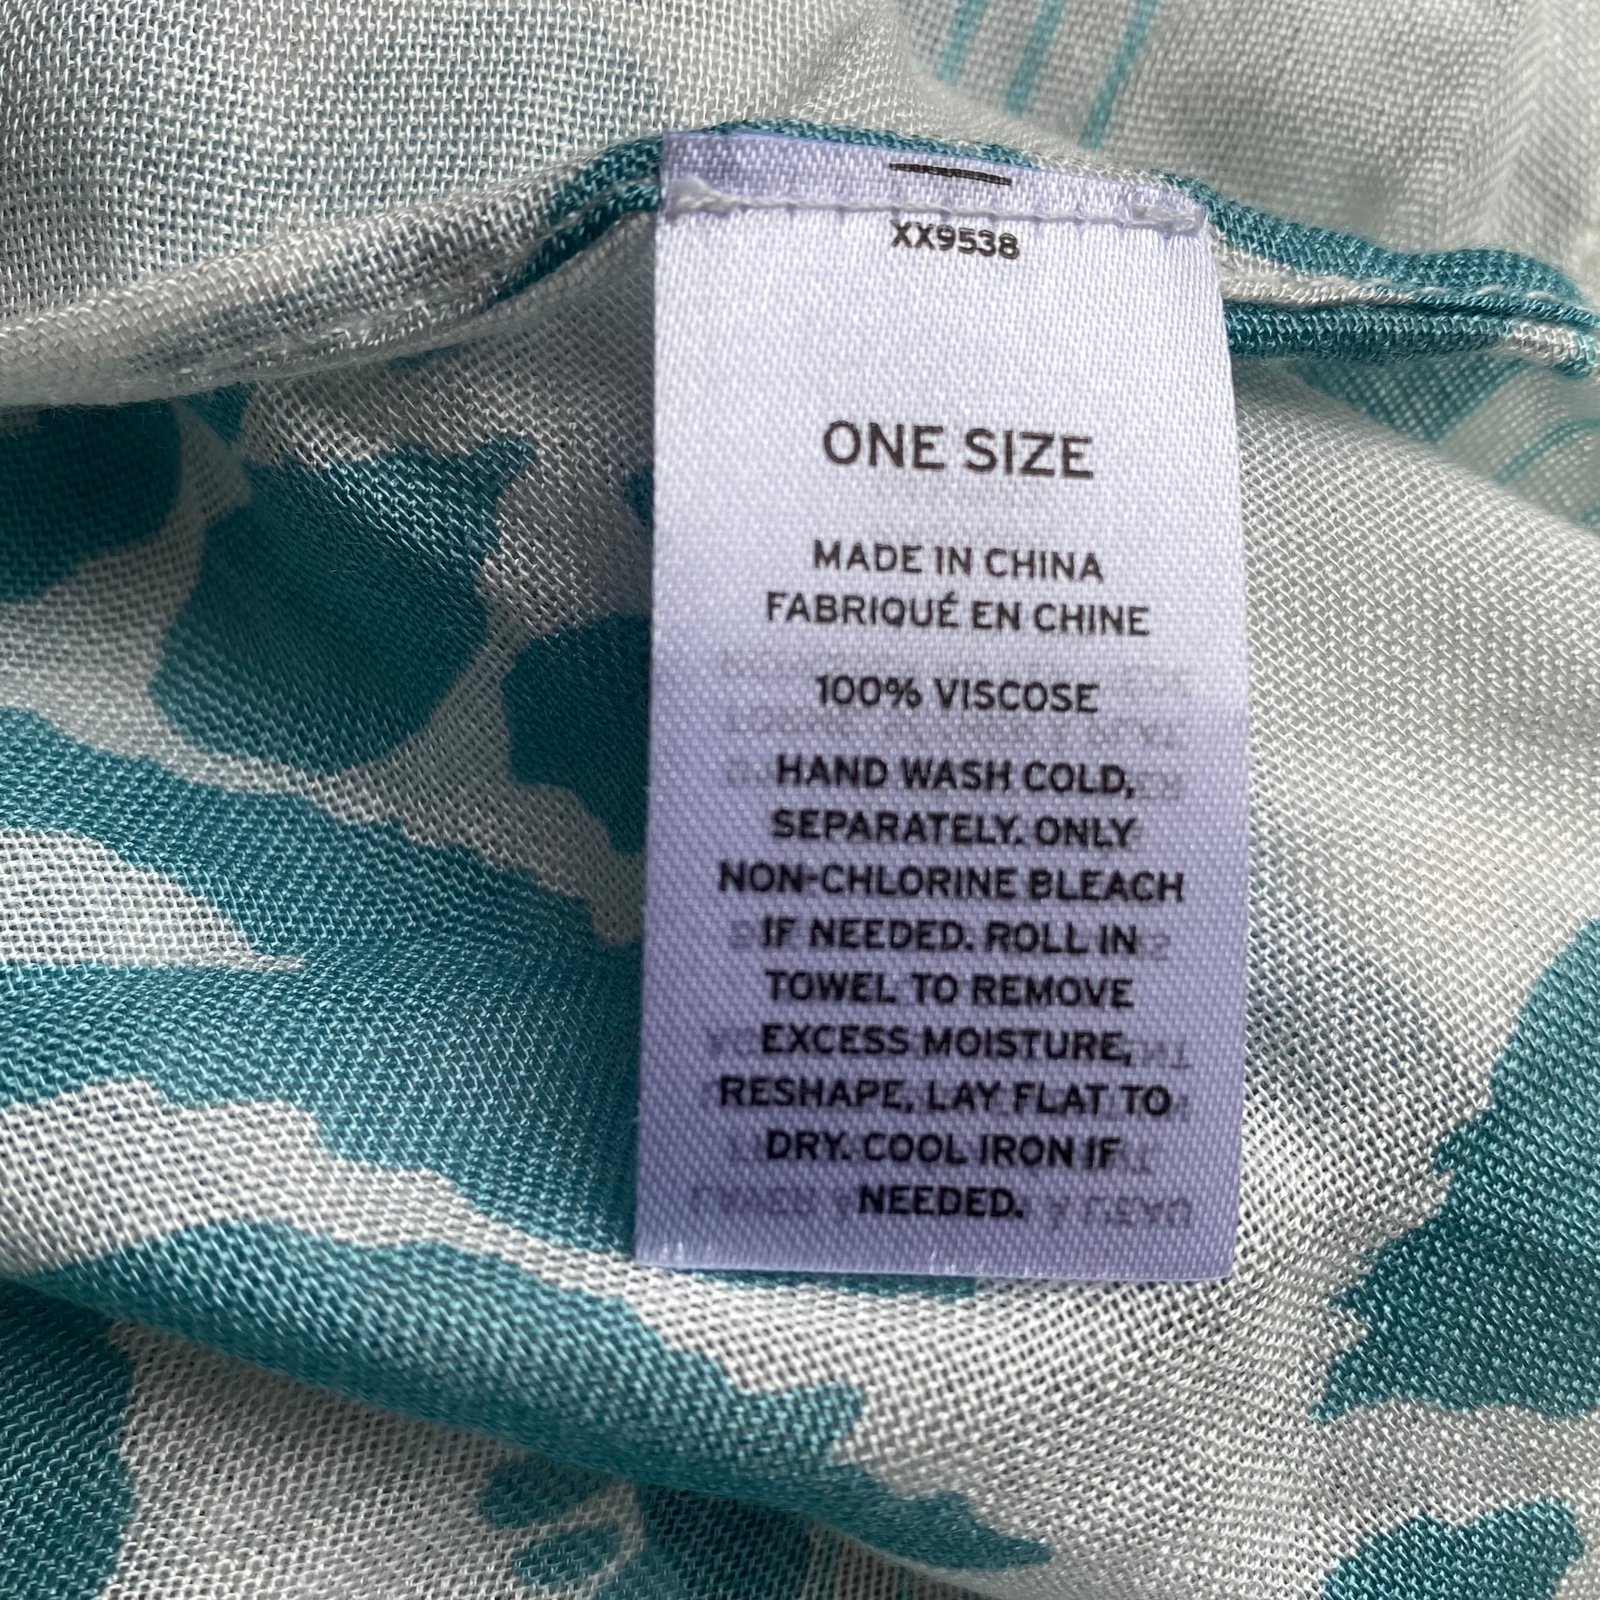 XX9538
ONE SIZE
MADE IN CHINA
FABRIQUÉ EN CHINE
100% VISCOSE
HAND WASH COLD,
SEPARATELY. ONLY
NON-CHLORINE BLEACH
IF NEEDED. ROLL IN
TOWEL TO REMOVE
EXCESS MOISTURE,
RESHAPE, LAY FLAT TO
DRY. COOL IRON IF
NEEDED.